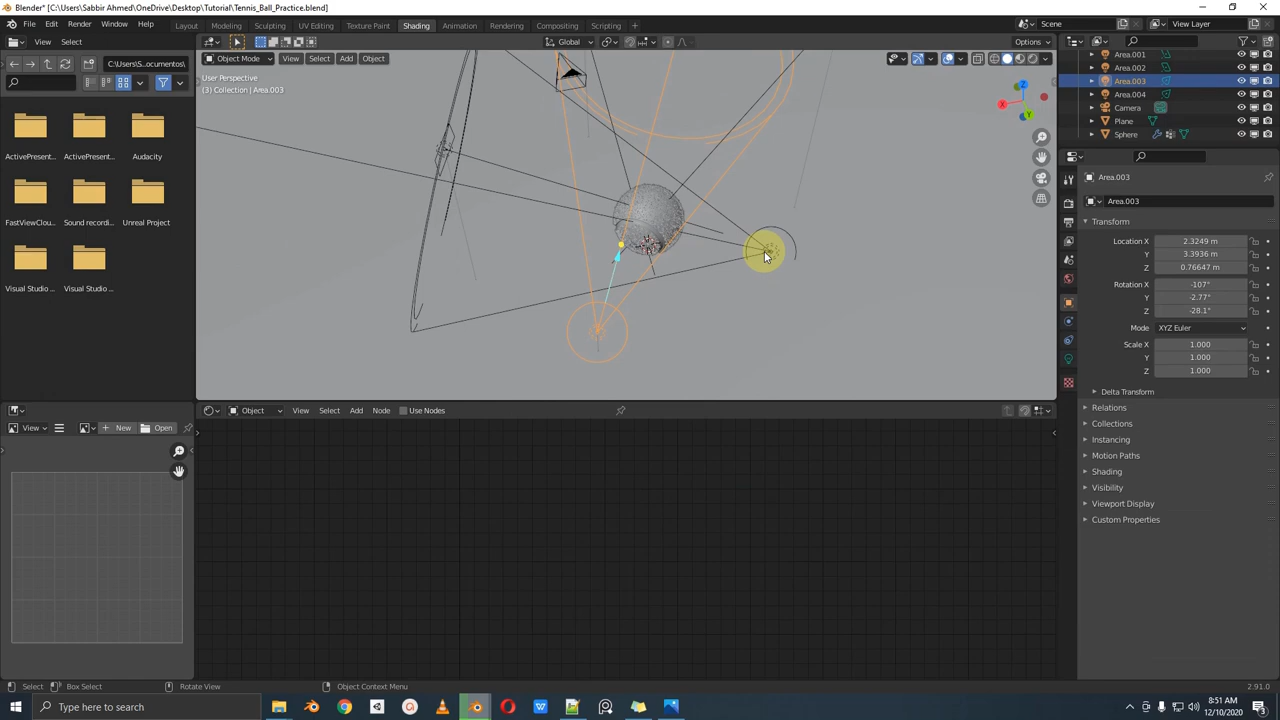 Blender* [C:\Users\Sabbir Ahmed\OneDrive\Desktop\Tutorial\Tennis_Ball_Practice.blend]
File Edit Render Window Help Layout Modeling Sculpting UV Editing Texture Paint Shading Animation Rendering Compositing Scripting Scene View Layer
View Select Global Options
C:\Users\S..ocumentos\ Object Mode View Select Add Object
User Perspective
(3) Collection | Area.003
ActivePresent... ActivePresent... Audacity
FastViewClou... Sound recordi... Unreal Project
Visual Studio ... Visual Studio ...
X
Z
Y
Area.001
Area.002
Area.003
Area.004
Camera
Plane
Sphere
Area.003
Area.003
Transform
Location X 2.3249 m
Y 3.3936 m
Z 0.76647 m
Rotation X -107°
Y -2.77°
Z -28.1°
Mode XYZ Euler
Scale X 1.000
Y 1.000
Z 1.000
Delta Transform
Relations
Collections
Instancing
Motion Paths
Shading
Visibility
Viewport Display
Custom Properties
Object View Select Add Node Use Nodes
View New Open
Select Box Select Rotate View Object Context Menu 2.91.0
Type here to search
8:51 AM
12/10/2020